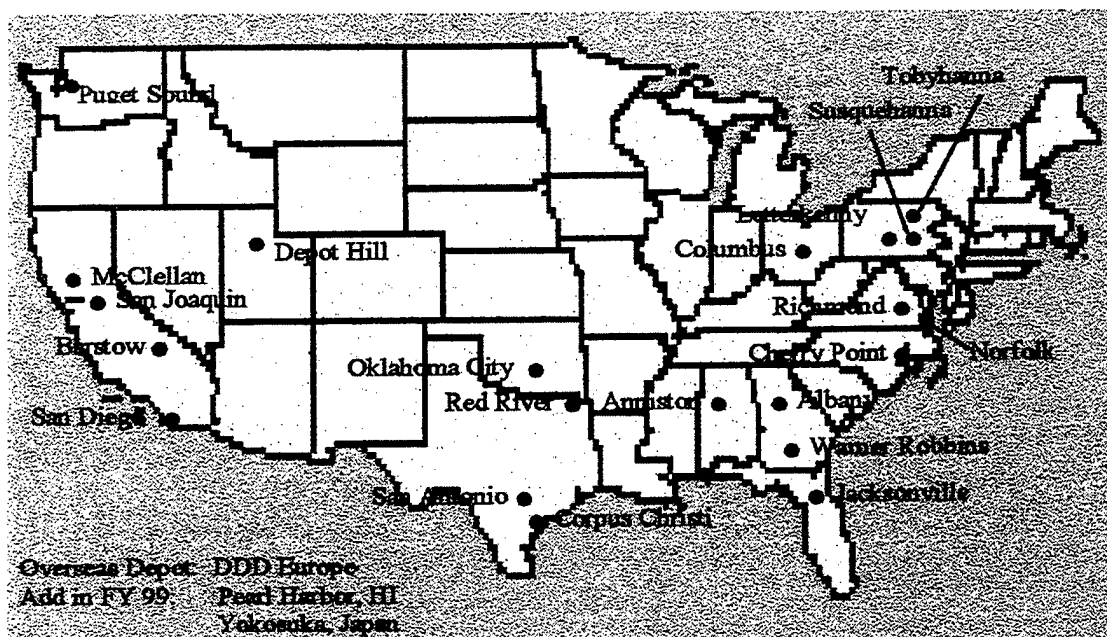 Tobyhanna
Susquehanna
Puget Sound
Letterkenny
Columbus
Depot Hill
McClellan
San Joaquin
Richmond
Barstow
Cherry Point
Norfolk
Oklahoma City
Red River
Anniston
Albany
San Diego
Warner Robbins
San Antonio
Jacksonville
Corpus Christi
Overseas Depot: DDD Europe
Add in FY 99: Pearl Harbor, HI
Yokosuka, Japan